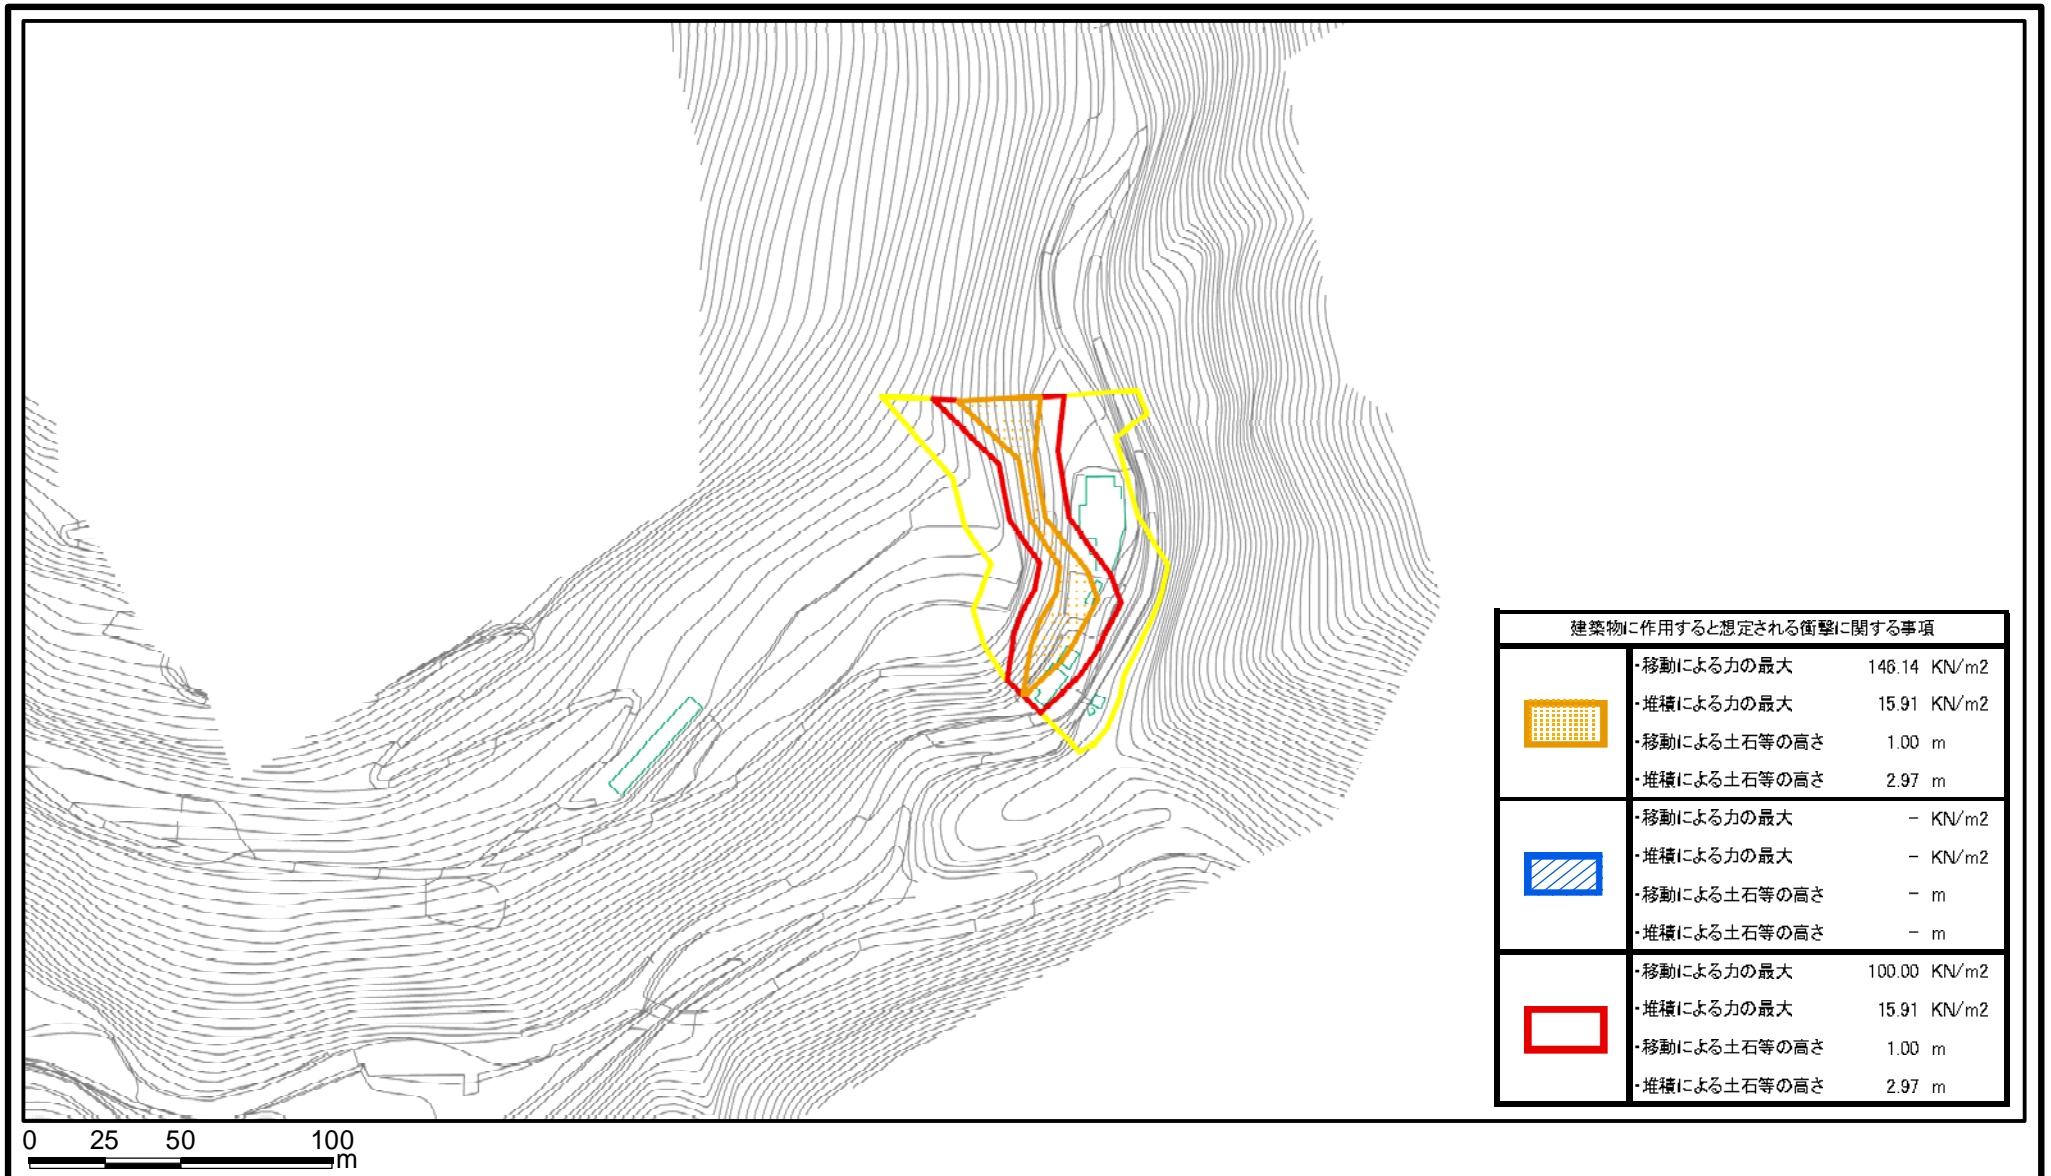 建築物に作用すると想定される衝撃に関する事項
・移動による力の最大 146.14 KN/m2
・堆積による力の最大 15.91 KN/m2
・移動による土石等の高さ 1.00 m
・堆積による土石等の高さ 2.97 m
・移動による力の最大 - KN/m2
・堆積による力の最大 - KN/m2
・移動による土石等の高さ - m
・堆積による土石等の高さ - m
・移動による力の最大 100.00 KN/m2
・堆積による力の最大 15.91 KN/m2
・移動による土石等の高さ 1.00 m
・堆積による土石等の高さ 2.97 m
0 25 50 100
m